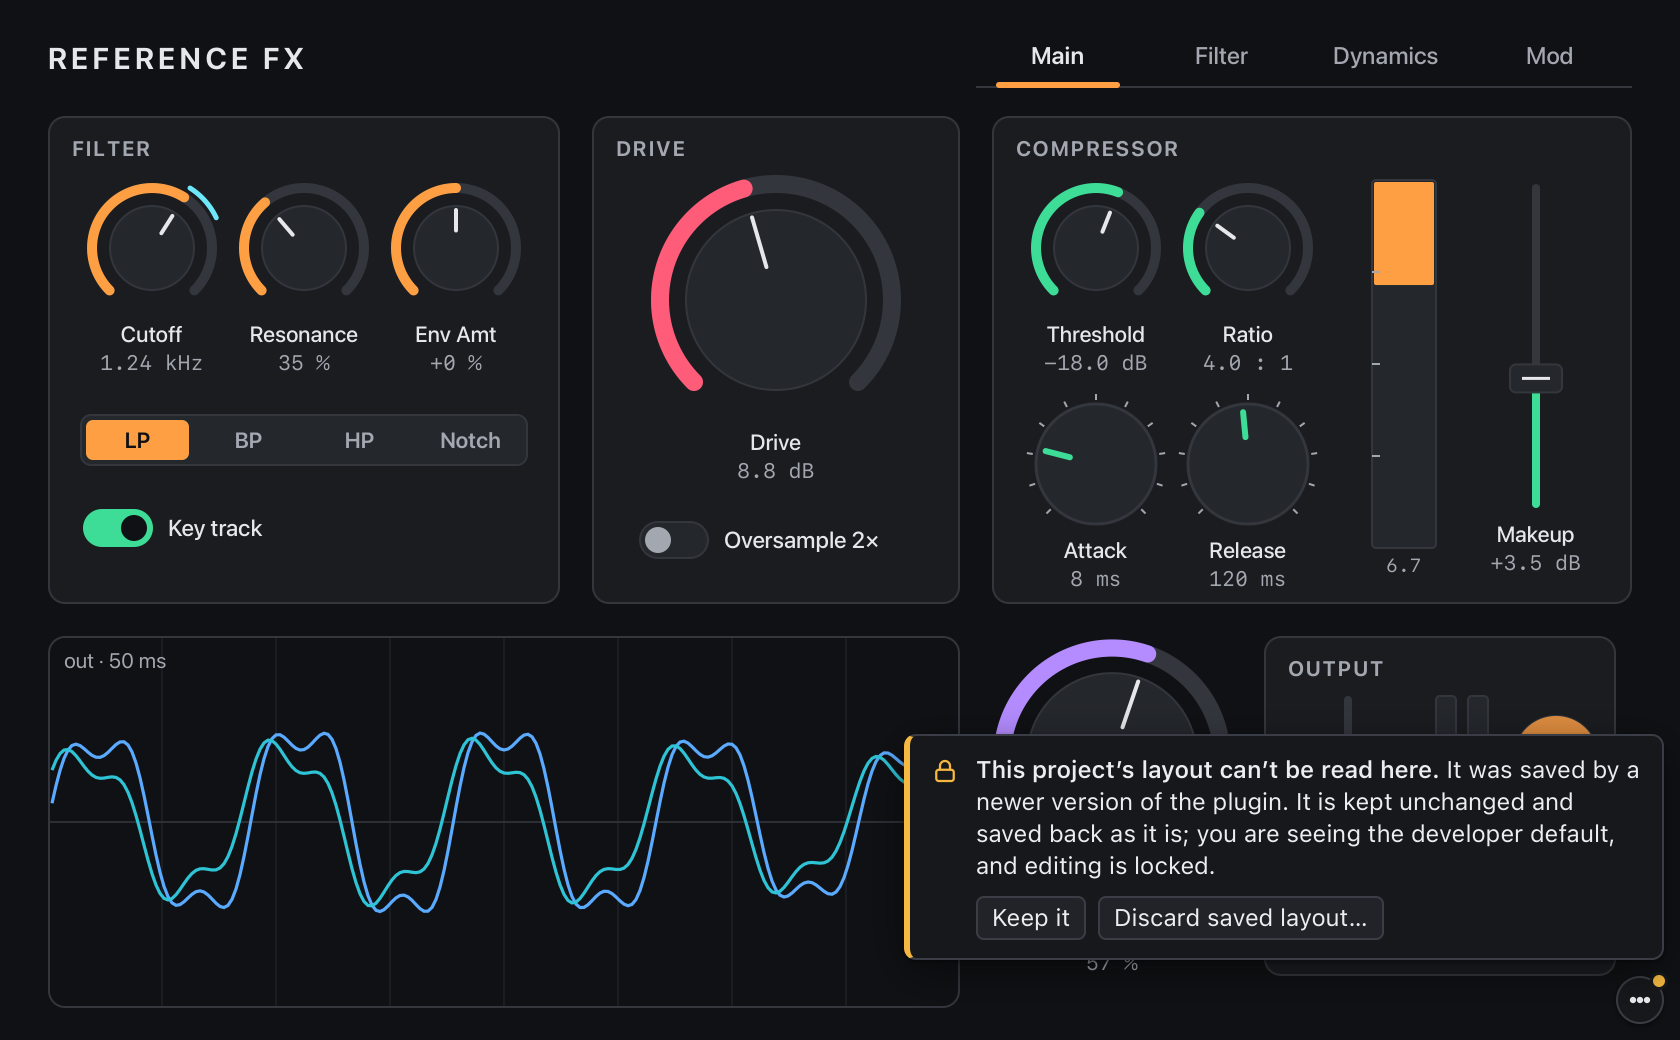 REFERENCE FX
Main
Filter
Dynamics
Mod
FILTER
Cutoff
1.24 kHz
Resonance
35 %
Env Amt
+0 %
LP
BP
HP
Notch
Key track
DRIVE
Drive
8.8 dB
Oversample 2×
COMPRESSOR
Threshold
−18.0 dB
Ratio
4.0 : 1
Attack
8 ms
Release
120 ms
6.7
Makeup
+3.5 dB
out · 50 ms
OUTPUT
This project’s layout can’t be read here. It was saved by a
newer version of the plugin. It is kept unchanged and
saved back as it is; you are seeing the developer default,
and editing is locked.
Keep it
Discard saved layout…
57 %